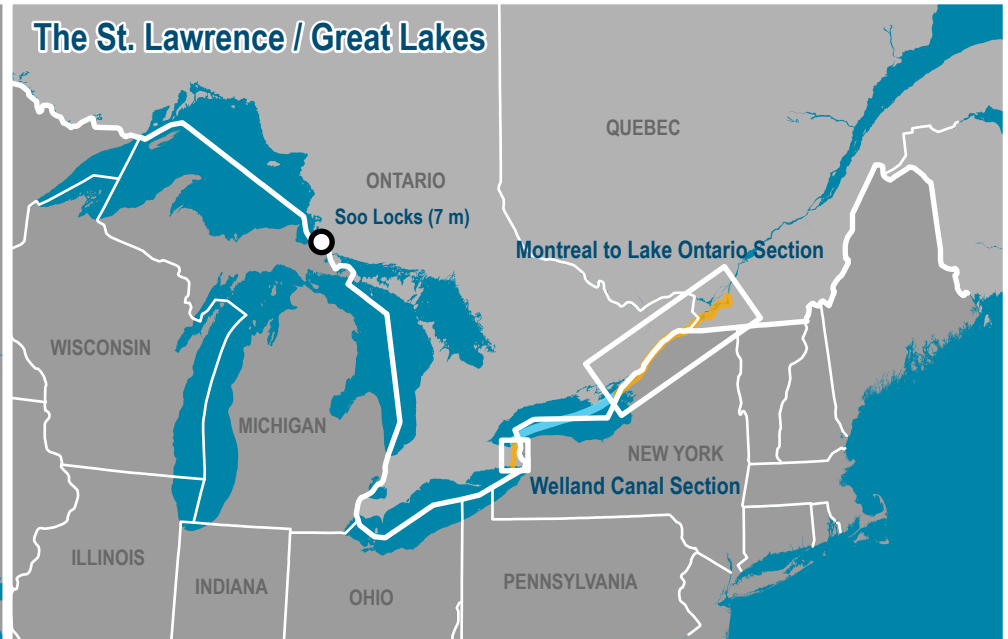 The St. Lawrence / Great Lakes
QUEBEC
ONTARIO
Soo Locks (7 m)
Montreal to Lake Ontario Section
WISCONSIN
MICHIGAN
NEW YORK
Welland Canal Section
ILLINOIS
INDIANA
OHIO
PENNSYLVANIA